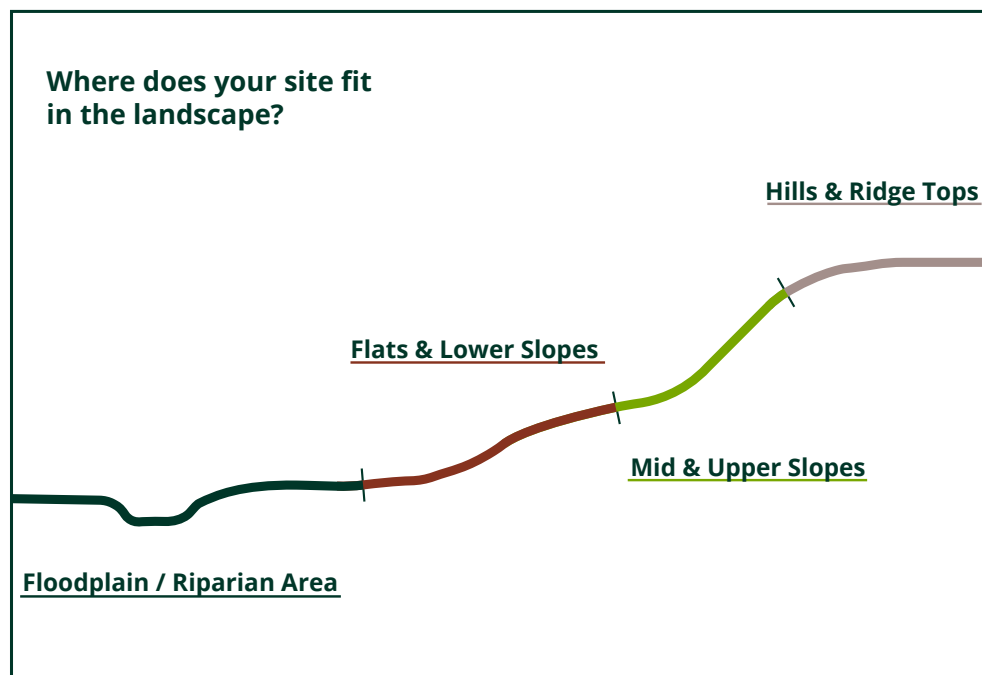 Where does your site fit
in the landscape?
Hills & Ridge Tops
Flats & Lower Slopes
Mid & Upper Slopes
Floodplain / Riparian Area